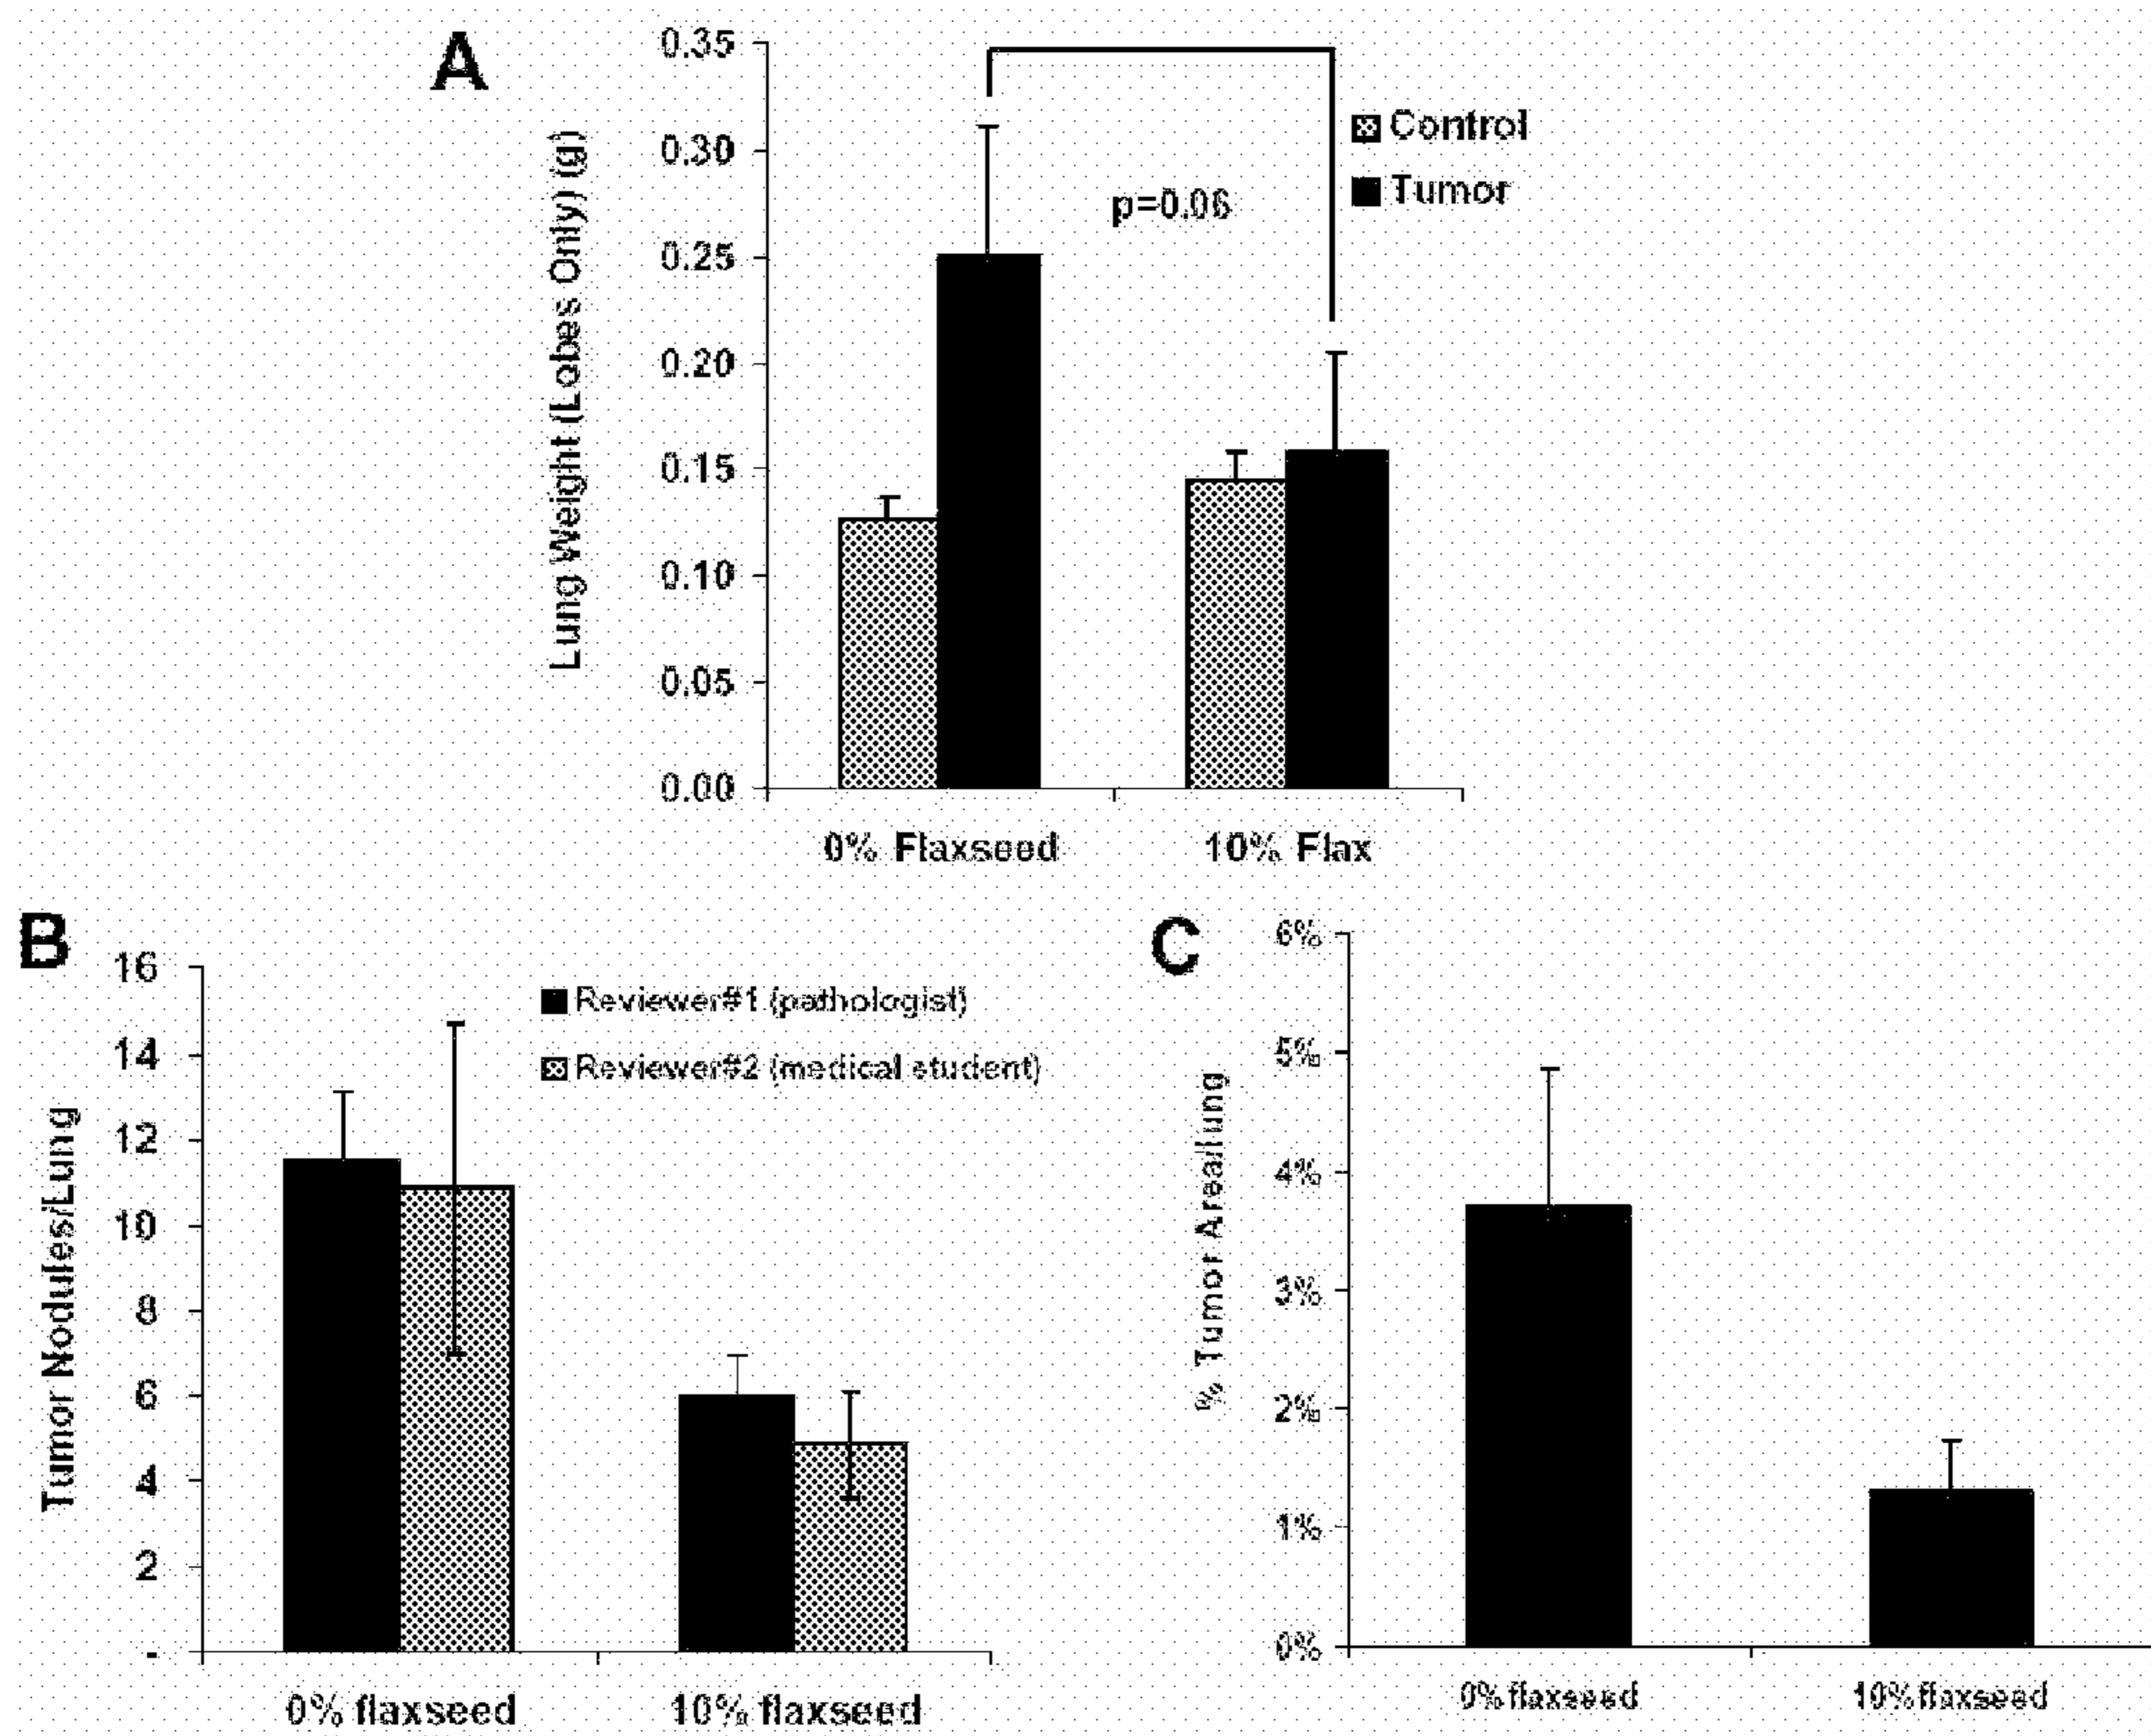 A
Lung Weight (Lobes Only) (g)
0.35
0.30
0.25
0.20
0.15
0.10
0.05
0.00
p=0.06
Control
Tumor
0% Flaxseed
10% Flax
B
Tumor Nodules/Lung
16
14
12
10
8
6
4
2
-
Reviewer#1 (pathologist)
Reviewer#2 (medical student)
0% flaxseed
10% flaxseed
C
% Tumor Area/lung
6%
5%
4%
3%
2%
1%
0%
0% flaxseed
10% flaxseed